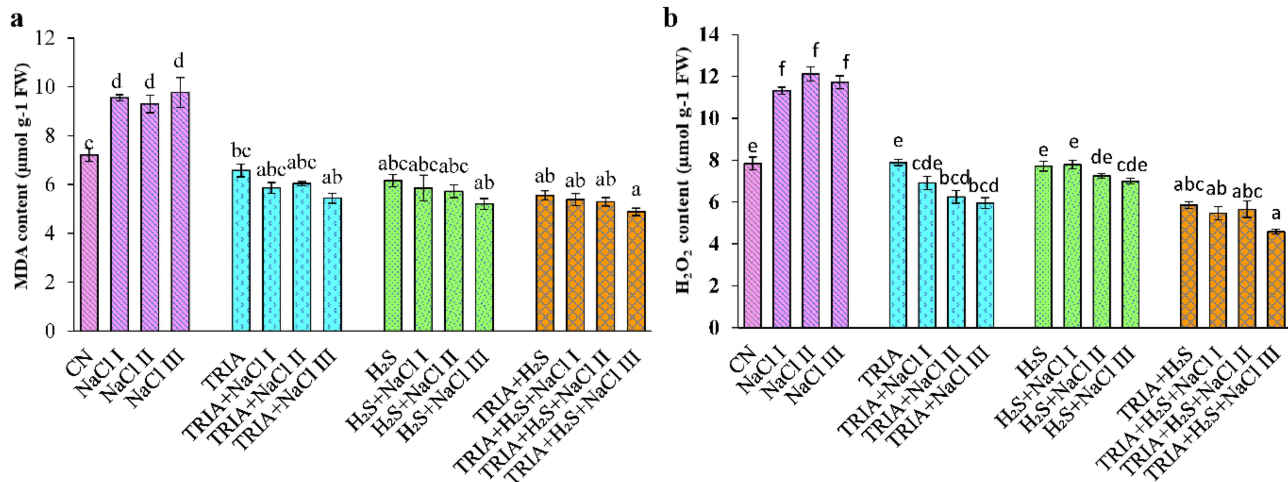 a
MDA content (µmol g-1 FW)
12
10
8
6
4
2
0
c
d
d
d
bc
abc
abc
ab
abc
abc
abc
ab
ab
ab
ab
a
CN
NaCl I
NaCl II
NaCl III
TRIA
TRIA+NaCl I
TRIA+NaCl II
TRIA+NaCl III
H₂S
H₂S+NaCl I
H₂S+NaCl II
H₂S+NaCl III
TRIA+H₂S
TRIA+H₂S+NaCl I
TRIA+H₂S+NaCl II
TRIA+H₂S+NaCl III
b
H₂O₂ content (µmol g-1 FW)
14
12
10
8
6
4
2
0
e
f
f
f
e
cde
bcd
bcd
e
e
de
cde
abc
ab
abc
a
CN
NaCl I
NaCl II
NaCl III
TRIA
TRIA+NaCl I
TRIA+NaCl II
TRIA+NaCl III
H₂S
H₂S+NaCl I
H₂S+NaCl II
H₂S+NaCl III
TRIA+H₂S
TRIA+H₂S+NaCl I
TRIA+H₂S+NaCl II
TRIA+H₂S+NaCl III